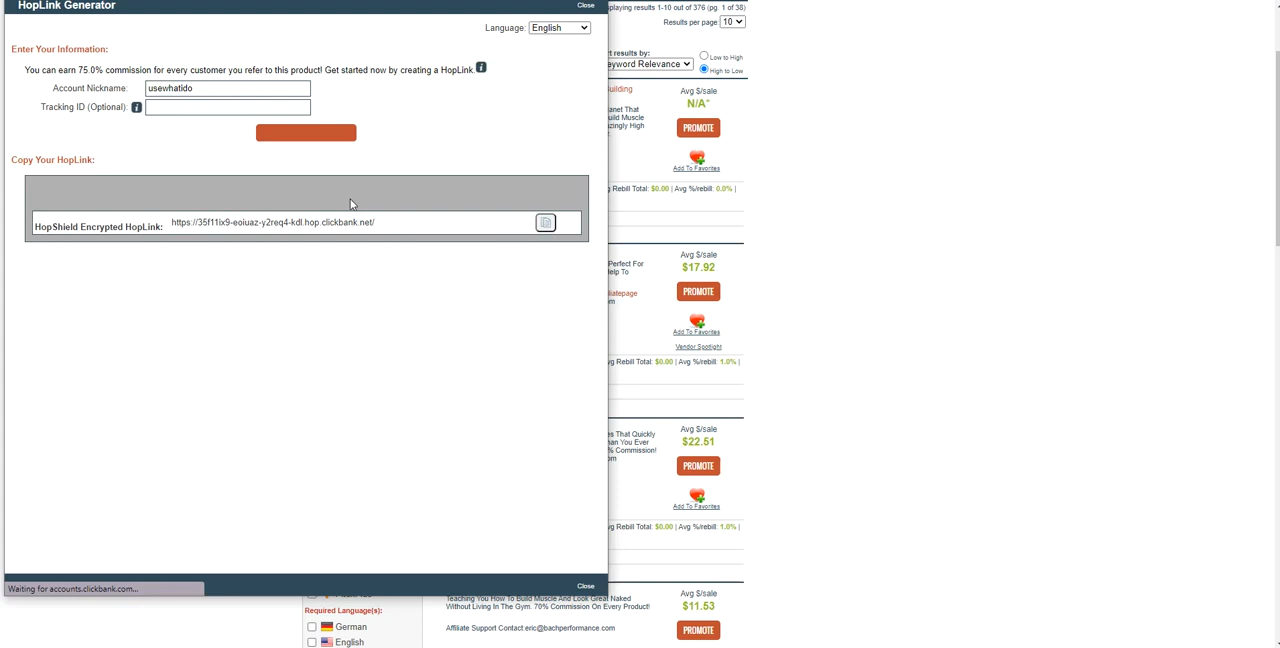 HopLink Generator
Close
Language: English
Enter Your Information:
You can earn 75.0% commission for every customer you refer to this product! Get started now by creating a HopLink.
Account Nickname: usewhatido
Tracking ID (Optional):
Copy Your HopLink:
HopShield Encrypted HopLink: https://35f11ix9-eoiuaz-y2req4-kdl.hop.clickbank.net/
Close
Waiting for accounts.clickbank.com...
playing results 1-10 out of 376 (pg. 1 of 38)
Results per page 10
rt results by:
eyword Relevance
Low to High
High to Low
uilding
Avg $/sale
N/A*
anet That
uild Muscle
zingly High
PROMOTE
Add To Favorites
g Rebill Total: $0.00 | Avg %/rebill: 0.0% |
Avg $/sale
$17.92
Perfect For
Help To
PROMOTE
liatepage
om
Add To Favorites
Vendor Spotlight
vg Rebill Total: $0.00 | Avg %/rebill: 1.0% |
Avg $/sale
$22.51
es That Quickly
han You Ever
% Commission!
om
PROMOTE
Add To Favorites
vg Rebill Total: $0.00 | Avg %/rebill: 1.0% |
Required Language(s):
German
English
Teaching You How To Build Muscle And Look Great Naked
Without Living In The Gym. 70% Commission On Every Product!
Affiliate Support Contact:eric@bachperformance.com
Avg $/sale
$11.53
PROMOTE